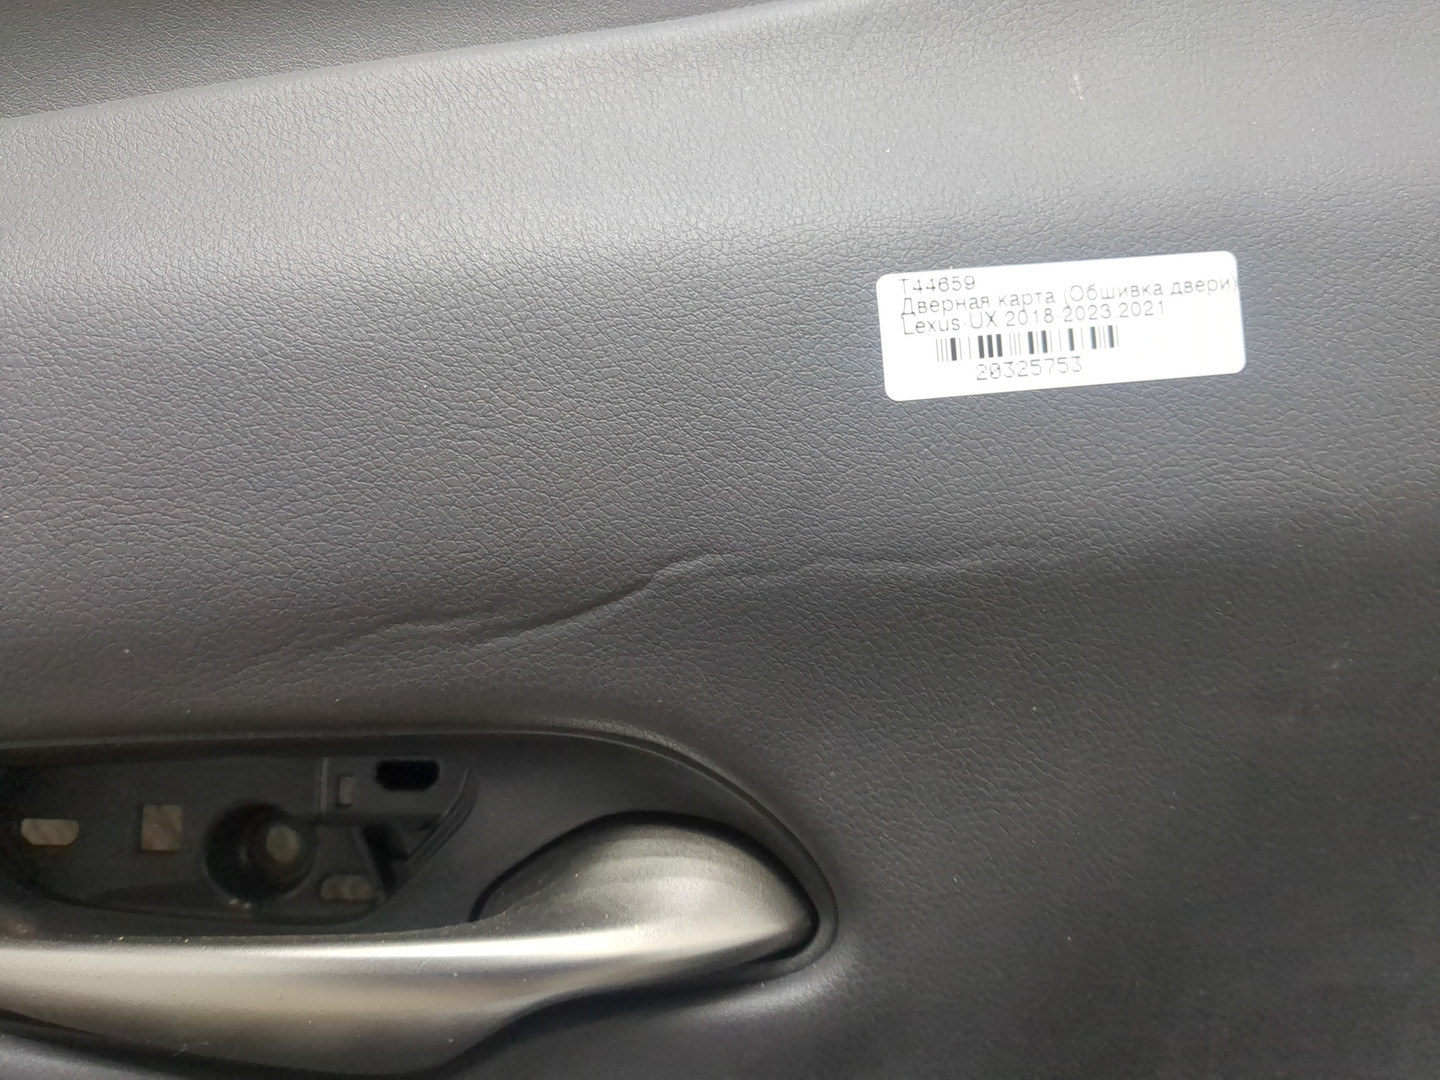 T44659
Дверная карта (Обшивка двери)
Lexus UX 2018-2023 2021
20325753